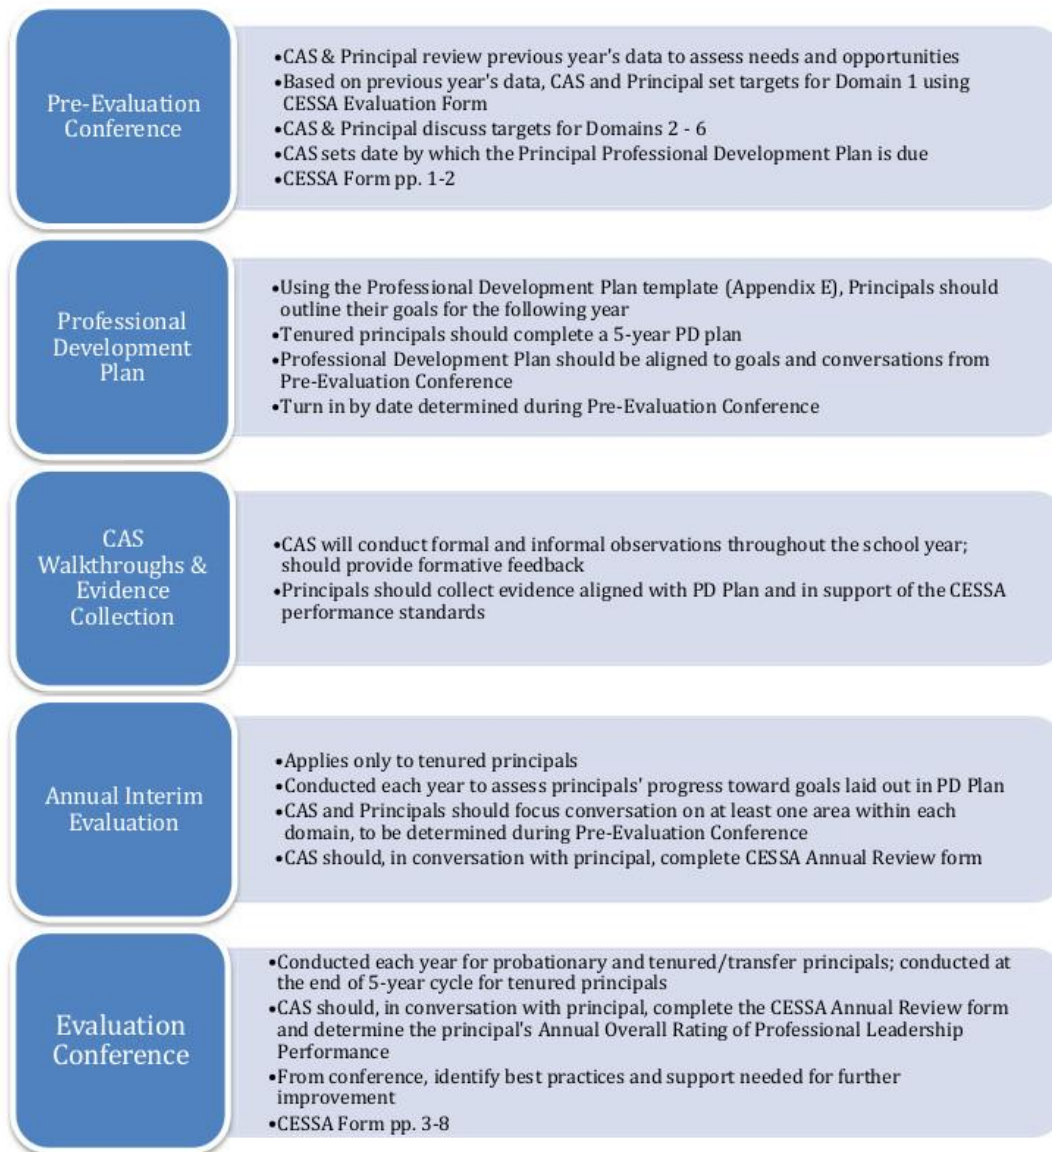 Pre-Evaluation
Conference
•CAS & Principal review previous year's data to assess needs and opportunities
•Based on previous year's data, CAS and Principal set targets for Domain 1 using
CESSA Evaluation Form
•CAS & Principal discuss targets for Domains 2 - 6
•CAS sets date by which the Principal Professional Development Plan is due
•CESSA Form pp. 1-2
Professional
Development
Plan
•Using the Professional Development Plan template (Appendix E), Principals should
outline their goals for the following year
•Tenured principals should complete a 5-year PD plan
•Professional Development Plan should be aligned to goals and conversations from
Pre-Evaluation Conference
•Turn in by date determined during Pre-Evaluation Conference
CAS
Walkthroughs &
Evidence
Collection
•CAS will conduct formal and informal observations throughout the school year;
should provide formative feedback
•Principals should collect evidence aligned with PD Plan and in support of the CESSA
performance standards
Annual Interim
Evaluation
•Applies only to tenured principals
•Conducted each year to assess principals' progress toward goals laid out in PD Plan
•CAS and Principals should focus conversation on at least one area within each
domain, to be determined during Pre-Evaluation Conference
•CAS should, in conversation with principal, complete CESSA Annual Review form
Evaluation
Conference
•Conducted each year for probationary and tenured/transfer principals; conducted at
the end of 5-year cycle for tenured principals
•CAS should, in conversation with principal, complete the CESSA Annual Review form
and determine the principal's Annual Overall Rating of Professional Leadership
Performance
•From conference, identify best practices and support needed for further
improvement
•CESSA Form pp. 3-8